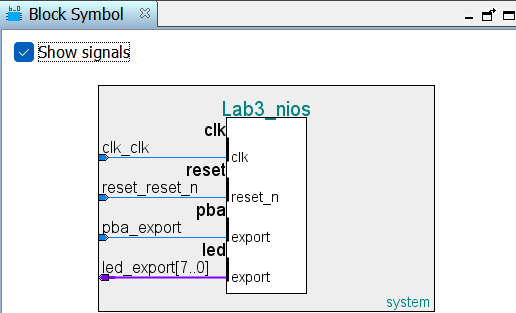 Block Symbol
Show signals
Lab3_nios
clk
clk_clk
clk
reset
reset_reset_n
reset_n
pba
pba_export
export
led
led_export[7..0]
export
system